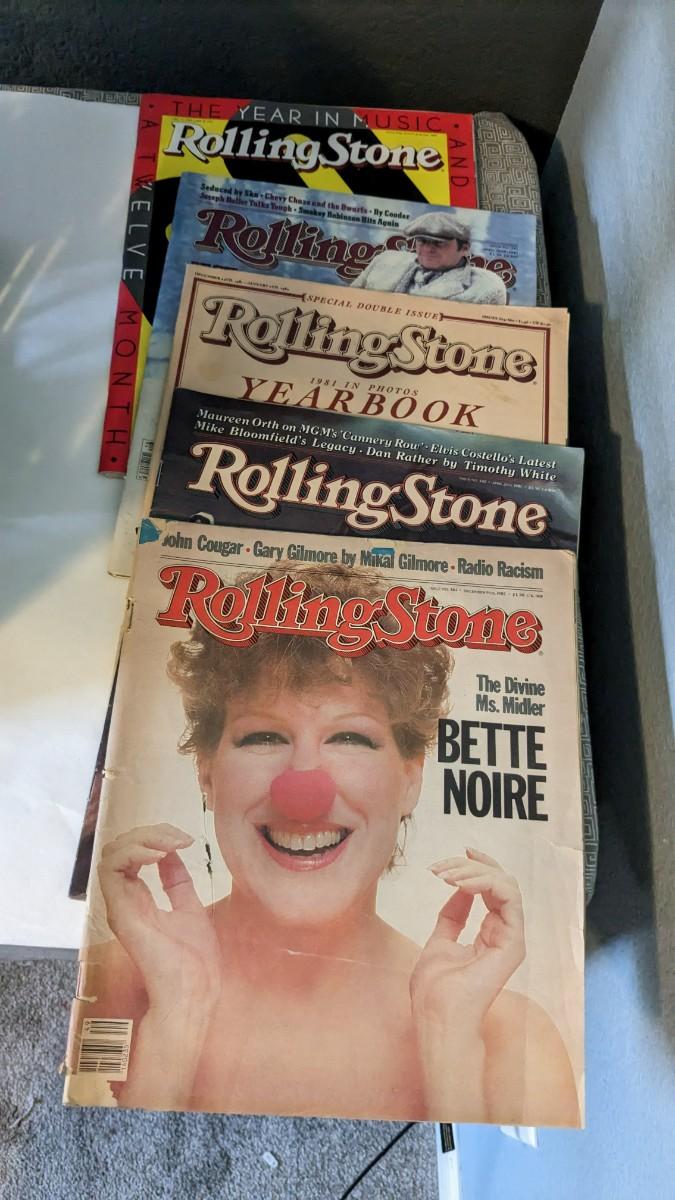 THE YEAR IN MUSIC AND
A TWELVE MONTH
Rolling Stone
Seduced by Ska • Chevy Chase and the Dwarfs • Ry Cooder
Joseph Heller Talks Tough • Smokey Robinson Hits Again
Rolling Stone
SPECIAL DOUBLE ISSUE
Rolling Stone
1981 IN PHOTOS
YEARBOOK
Maureen Orth on MGM's 'Cannery Row' • Elvis Costello's Latest
Mike Bloomfield's Legacy • Dan Rather by Timothy White
Rolling Stone
John Cougar • Gary Gilmore by Mikal Gilmore • Radio Racism
Rolling Stone
The Divine
Ms. Midler
BETTE
NOIRE
49